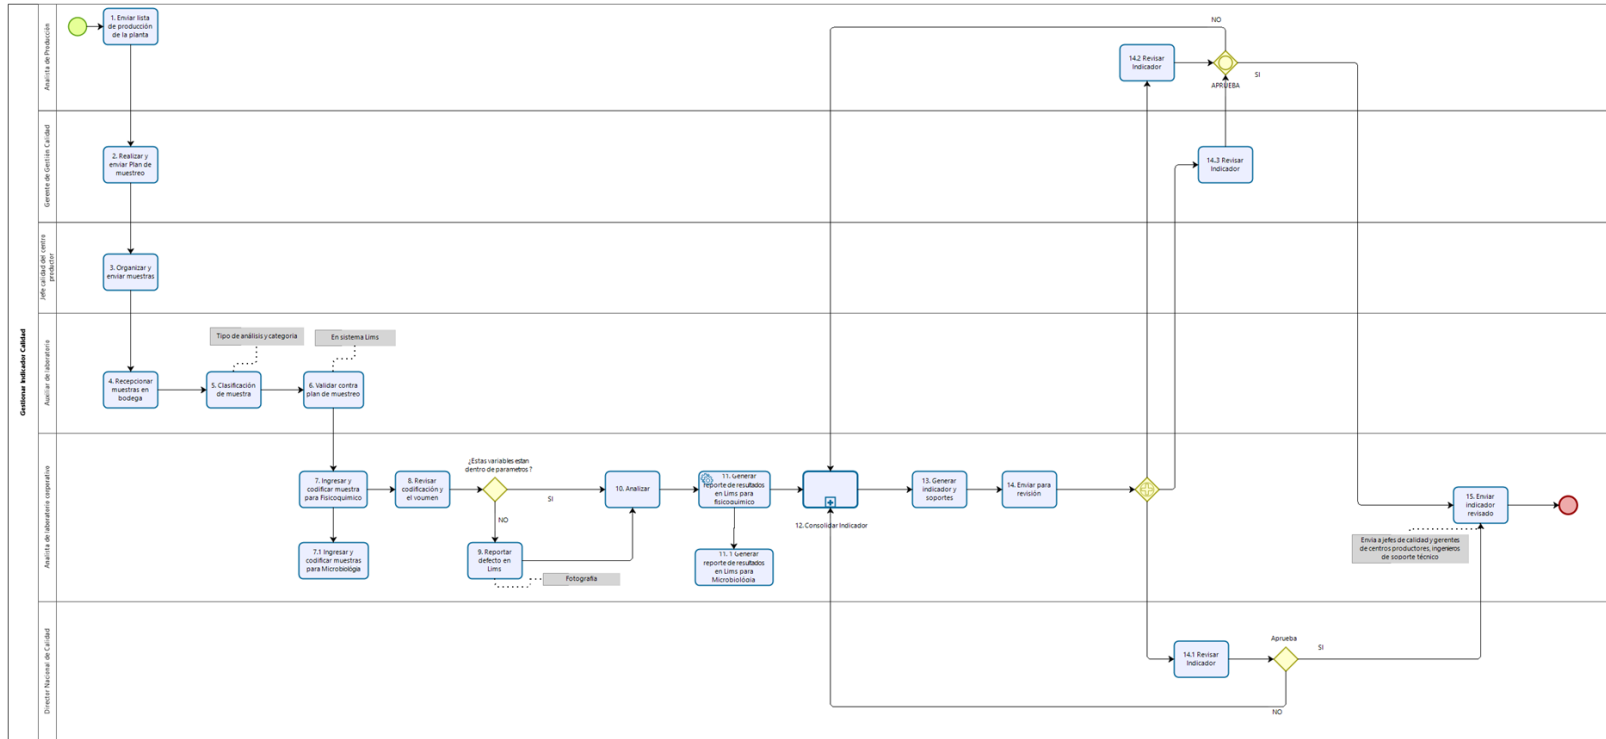 Gestionar Indicador Calidad
Analista de Producción
1. Enviar lista
de producción
de la planta
14.2 Revisar
Indicador
NO
SI
APRUEBA
Gerente de Gestión Calidad
2. Realizar y
enviar Plan de
muestreo
14.3 Revisar
Indicador
Jefe calidad del centro
productor
3. Organizar y
enviar muestras
Auxiliar de laboratorio
Tipo de análisis y categoría
En sistema Lims
4. Recepcionar
muestras en
bodega
5. Clasificación
de muestra
6. Validar contra
plan de muestreo
Analista de laboratorio corporativo
7. Ingresar y
codificar muestra
para Fisicoquímico
8. Revisar
codificación y
el voumen
¿Estas variables estan
dentro de parametros ?
SI
NO
10. Analizar
11. Generar
reporte de resultados
en Lims para
fisicoquímico
12.Consolidar Indicador
13. Generar
indicador y
soportes
14. Enviar para
revisión
15. Enviar
indicador
revisado
7.1 Ingresar y
codificar muestras
para Microbiólgia
9. Reportar
defecto en
Lims
Fotografía
11. 1 Generar
reporte de resultados
en Lims para
Microbiología
Envía a jefes de calidad y gerentes
de centros productores, ingenieros
de soporte técnico
Director Nacional de Calidad
14.1 Revisar
Indicador
Aprueba
SI
NO